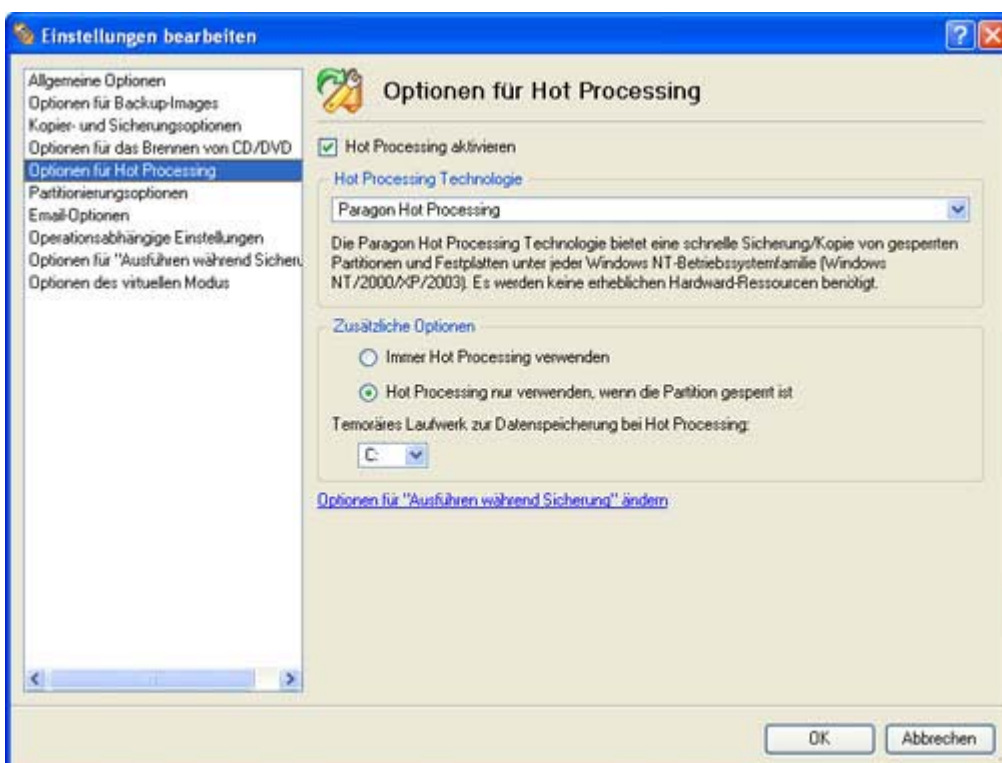 Einstellungen bearbeiten
Allgemeine Optionen
Optionen für Backup-Images
Kopier- und Sicherungsoptionen
Optionen für das Brennen von CD/DVD
Optionen für Hot Processing
Partitionierungsoptionen
Email-Optionen
Operationsabhängige Einstellungen
Optionen für "Ausführen während Sicheru
Optionen des virtuellen Modus
Optionen für Hot Processing
Hot Processing aktivieren
Hot Processing Technologie
Paragon Hot Processing
Die Paragon Hot Processing Technologie bietet eine schnelle Sicherung/Kopie von gesperrten
Partitionen und Festplatten unter jeder Windows NT-Betriebssystemfamilie (Windows
NT/2000/XP/2003). Es werden keine erheblichen Hardward-Ressourcen benötigt.
Zusätzliche Optionen
Immer Hot Processing verwenden
Hot Processing nur verwenden, wenn die Partition gesperrt ist
Temoräres Laufwerk zur Datenspeicherung bei Hot Processing:
C:
Optionen für "Ausführen während Sicherung" ändern
OK
Abbrechen